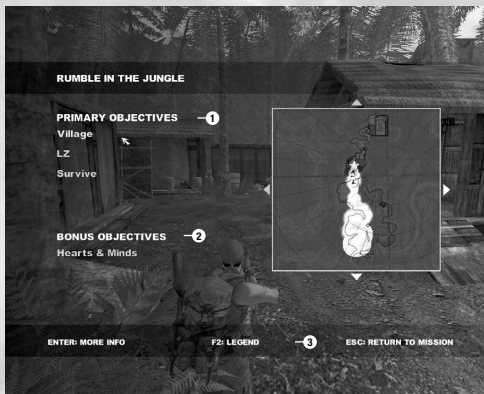 RUMBLE IN THE JUNGLE
PRIMARY OBJECTIVES 1
Village
LZ
Survive
BONUS OBJECTIVES 2
Hearts & Minds
ENTER: MORE INFO F2: LEGEND 3 ESC: RETURN TO MISSION